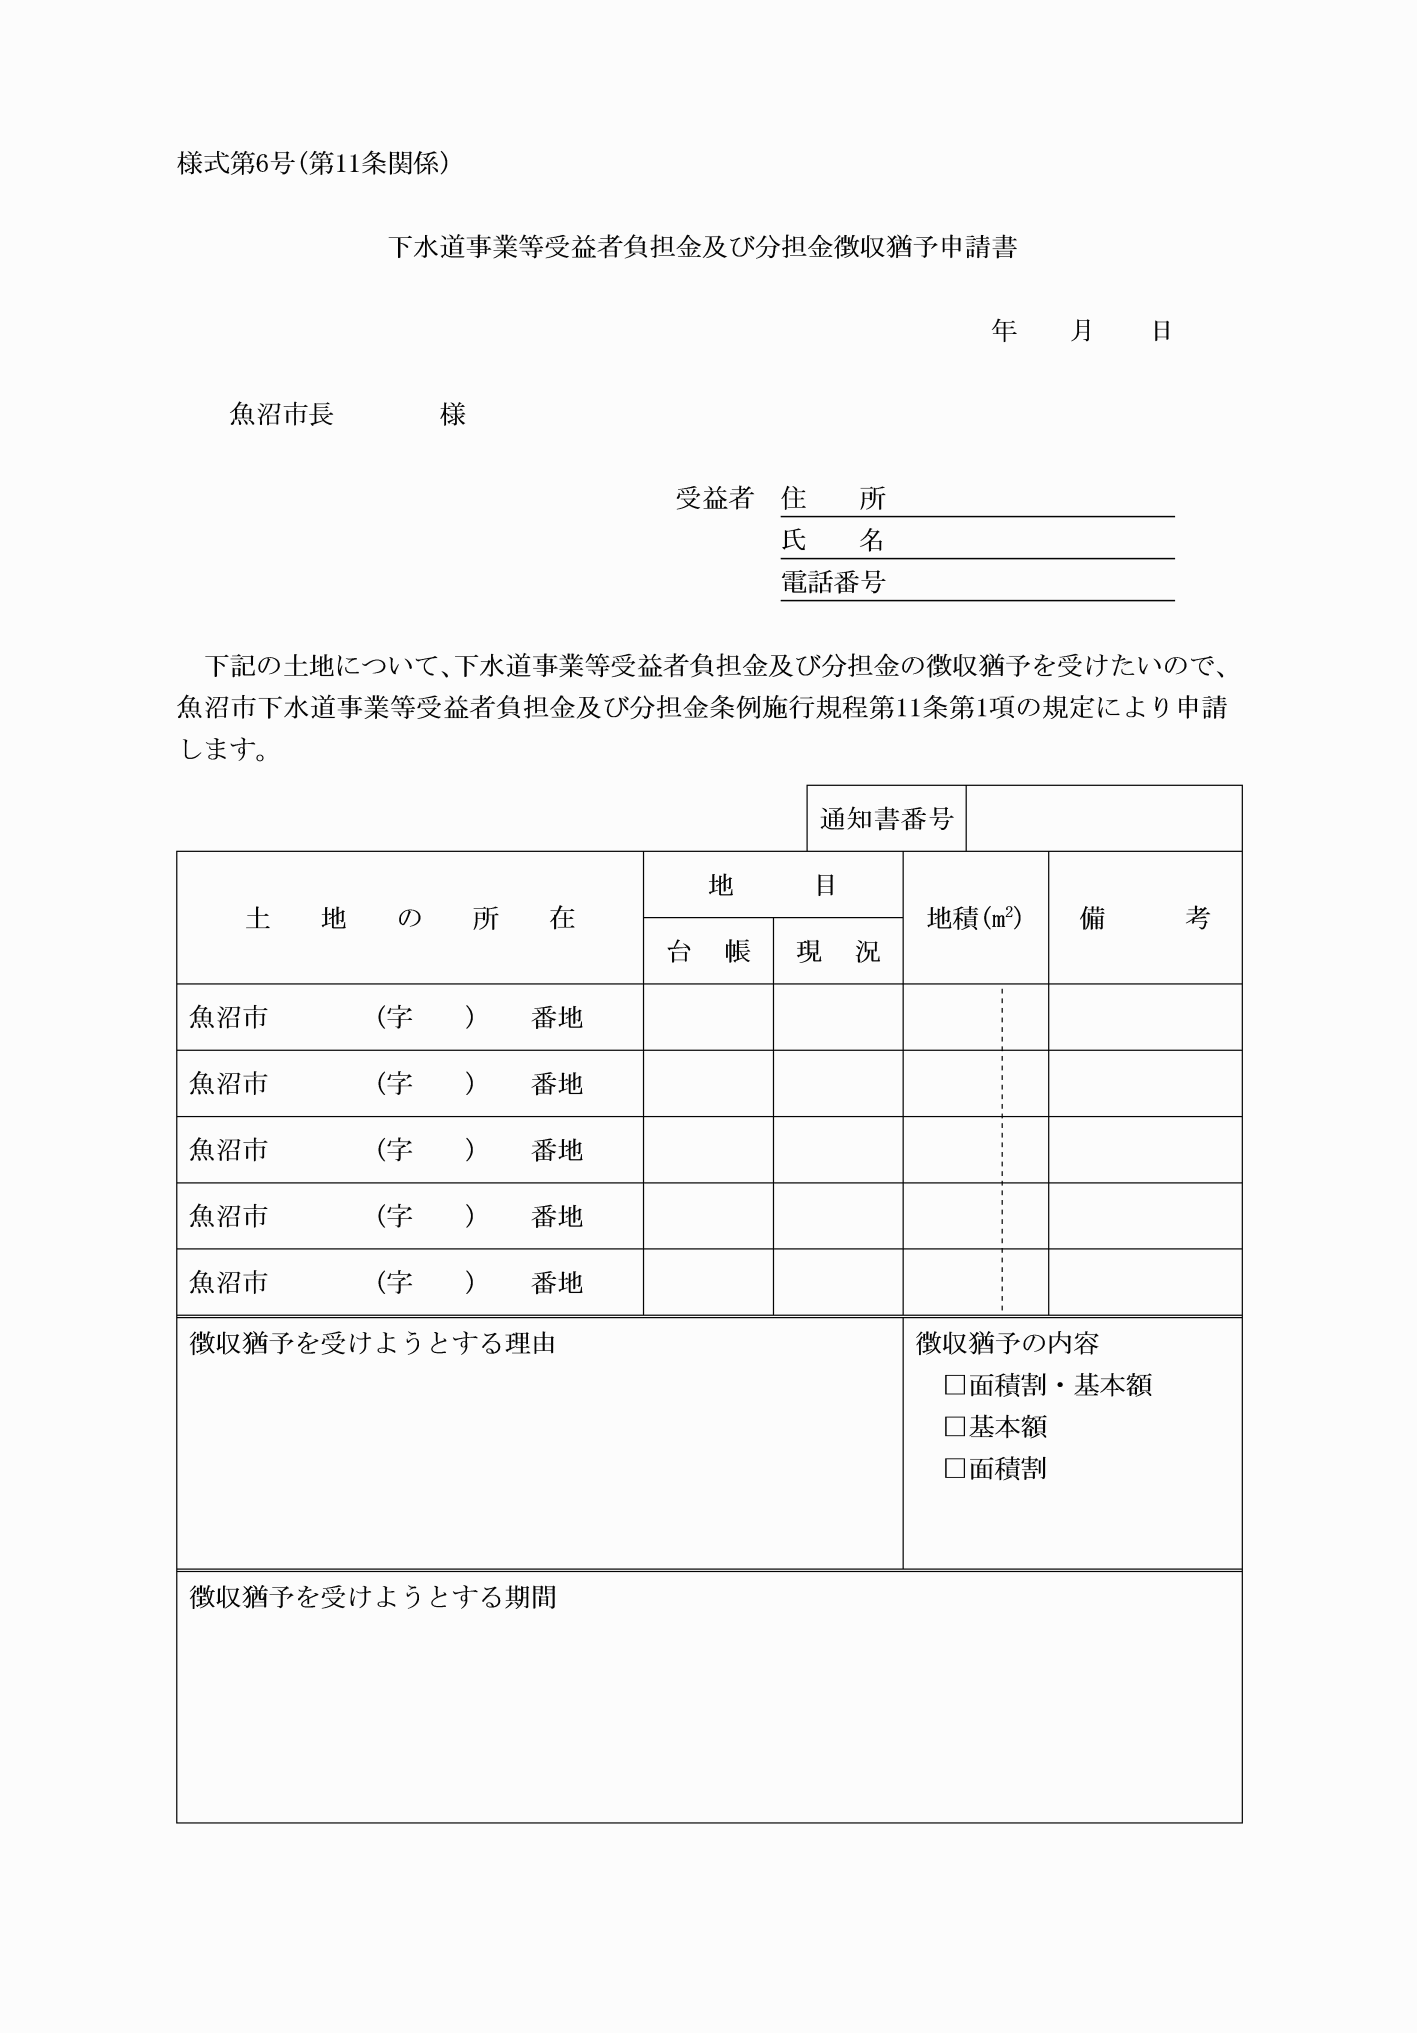 様式第6号(第11条関係)
下水道事業等受益者負担金及び分担金徴収猶予申請書
年　　月　　日
魚沼市長　　　　様
受益者　住　　所
氏　　名
電話番号
下記の土地について、下水道事業等受益者負担金及び分担金の徴収猶予を受けたいので、
魚沼市下水道事業等受益者負担金及び分担金条例施行規程第11条第1項の規定により申請
します。
通知書番号
土　地　の　所　在
地　　目
地積(m²)
備　　考
台　帳
現　況
魚沼市　　　　(字　　)　　番地
魚沼市　　　　(字　　)　　番地
魚沼市　　　　(字　　)　　番地
魚沼市　　　　(字　　)　　番地
魚沼市　　　　(字　　)　　番地
徴収猶予を受けようとする理由
徴収猶予の内容
□面積割・基本額
□基本額
□面積割
徴収猶予を受けようとする期間